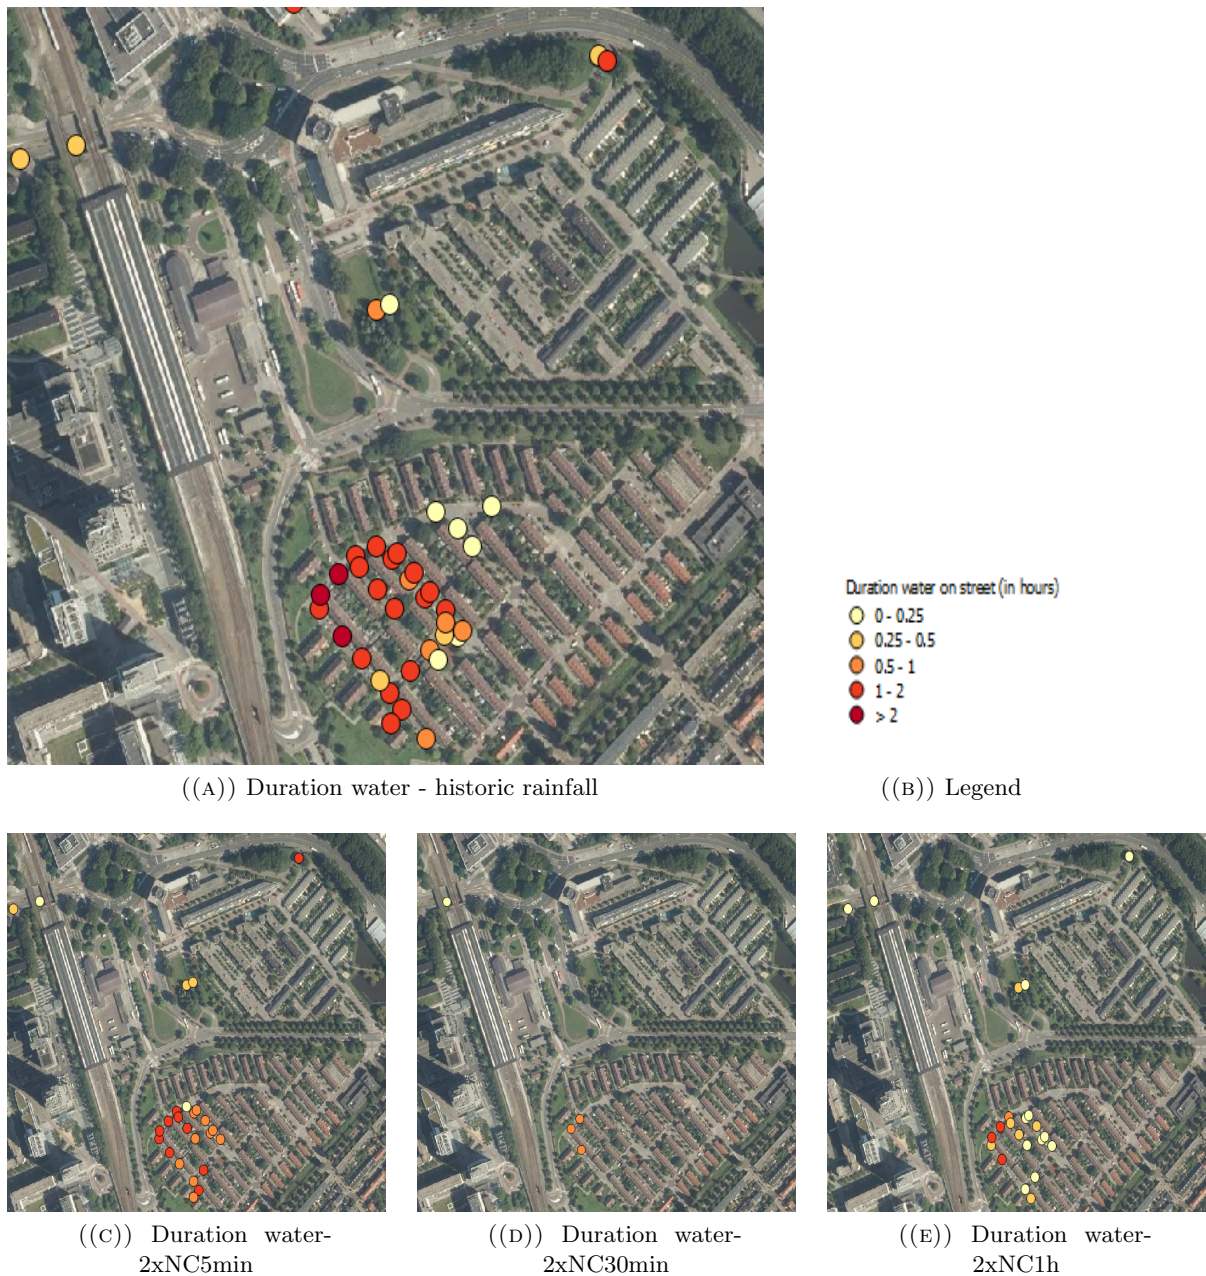 ((A)) Duration water - historic rainfall
Duration water on street (in hours)
0 - 0.25
0.25 - 0.5
0.5 - 1
1 - 2
> 2
((B)) Legend
((C)) Duration water-
2xNC5min
((D)) Duration water-
2xNC30min
((E)) Duration water-
2xNC1h